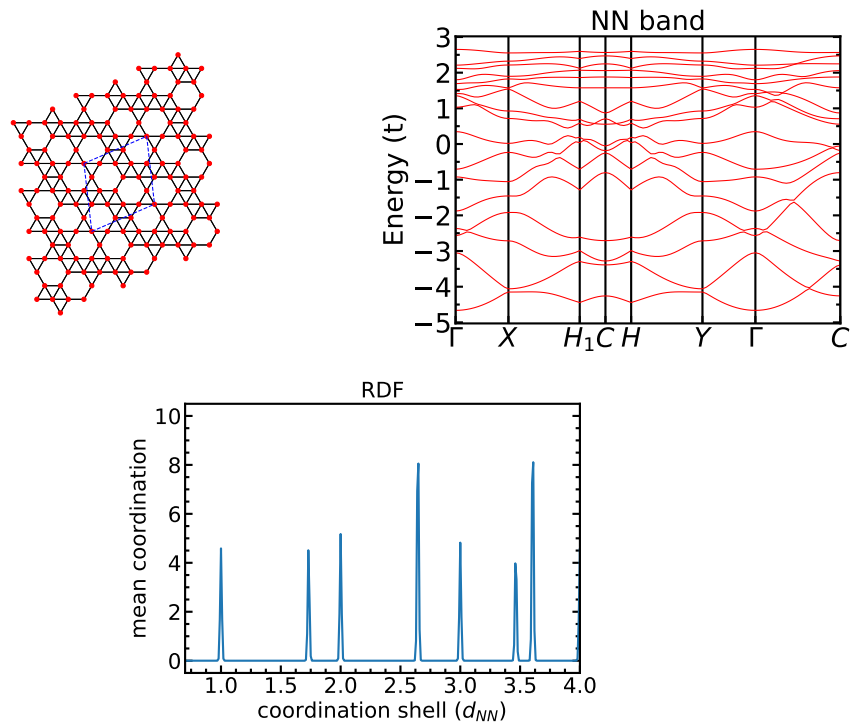 NN band
Energy (t)
3
2
1
0
−1
−2
−3
−4
−5
Γ X H₁ C H Y Γ C
RDF
mean coordination
10
8
6
4
2
0
1.0 1.5 2.0 2.5 3.0 3.5 4.0
coordination shell (d_NN)